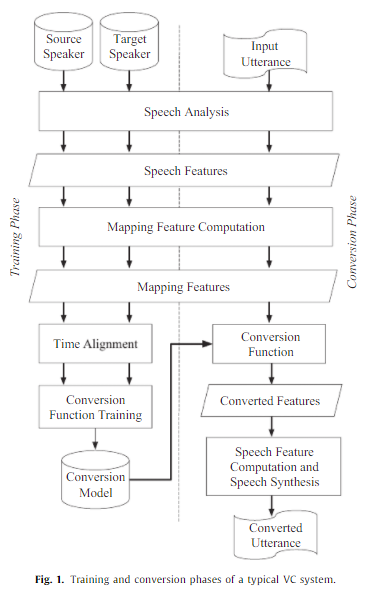 Source
Speaker
Target
Speaker
Input
Utterance
Speech Analysis
Speech Features
Training Phase
Mapping Feature Computation
Conversion Phase
Mapping Features
Time Alignment
Conversion
Function
Conversion
Function Training
Converted Features
Conversion
Model
Speech Feature
Computation and
Speech Synthesis
Converted
Utterance
Fig. 1. Training and conversion phases of a typical VC system.